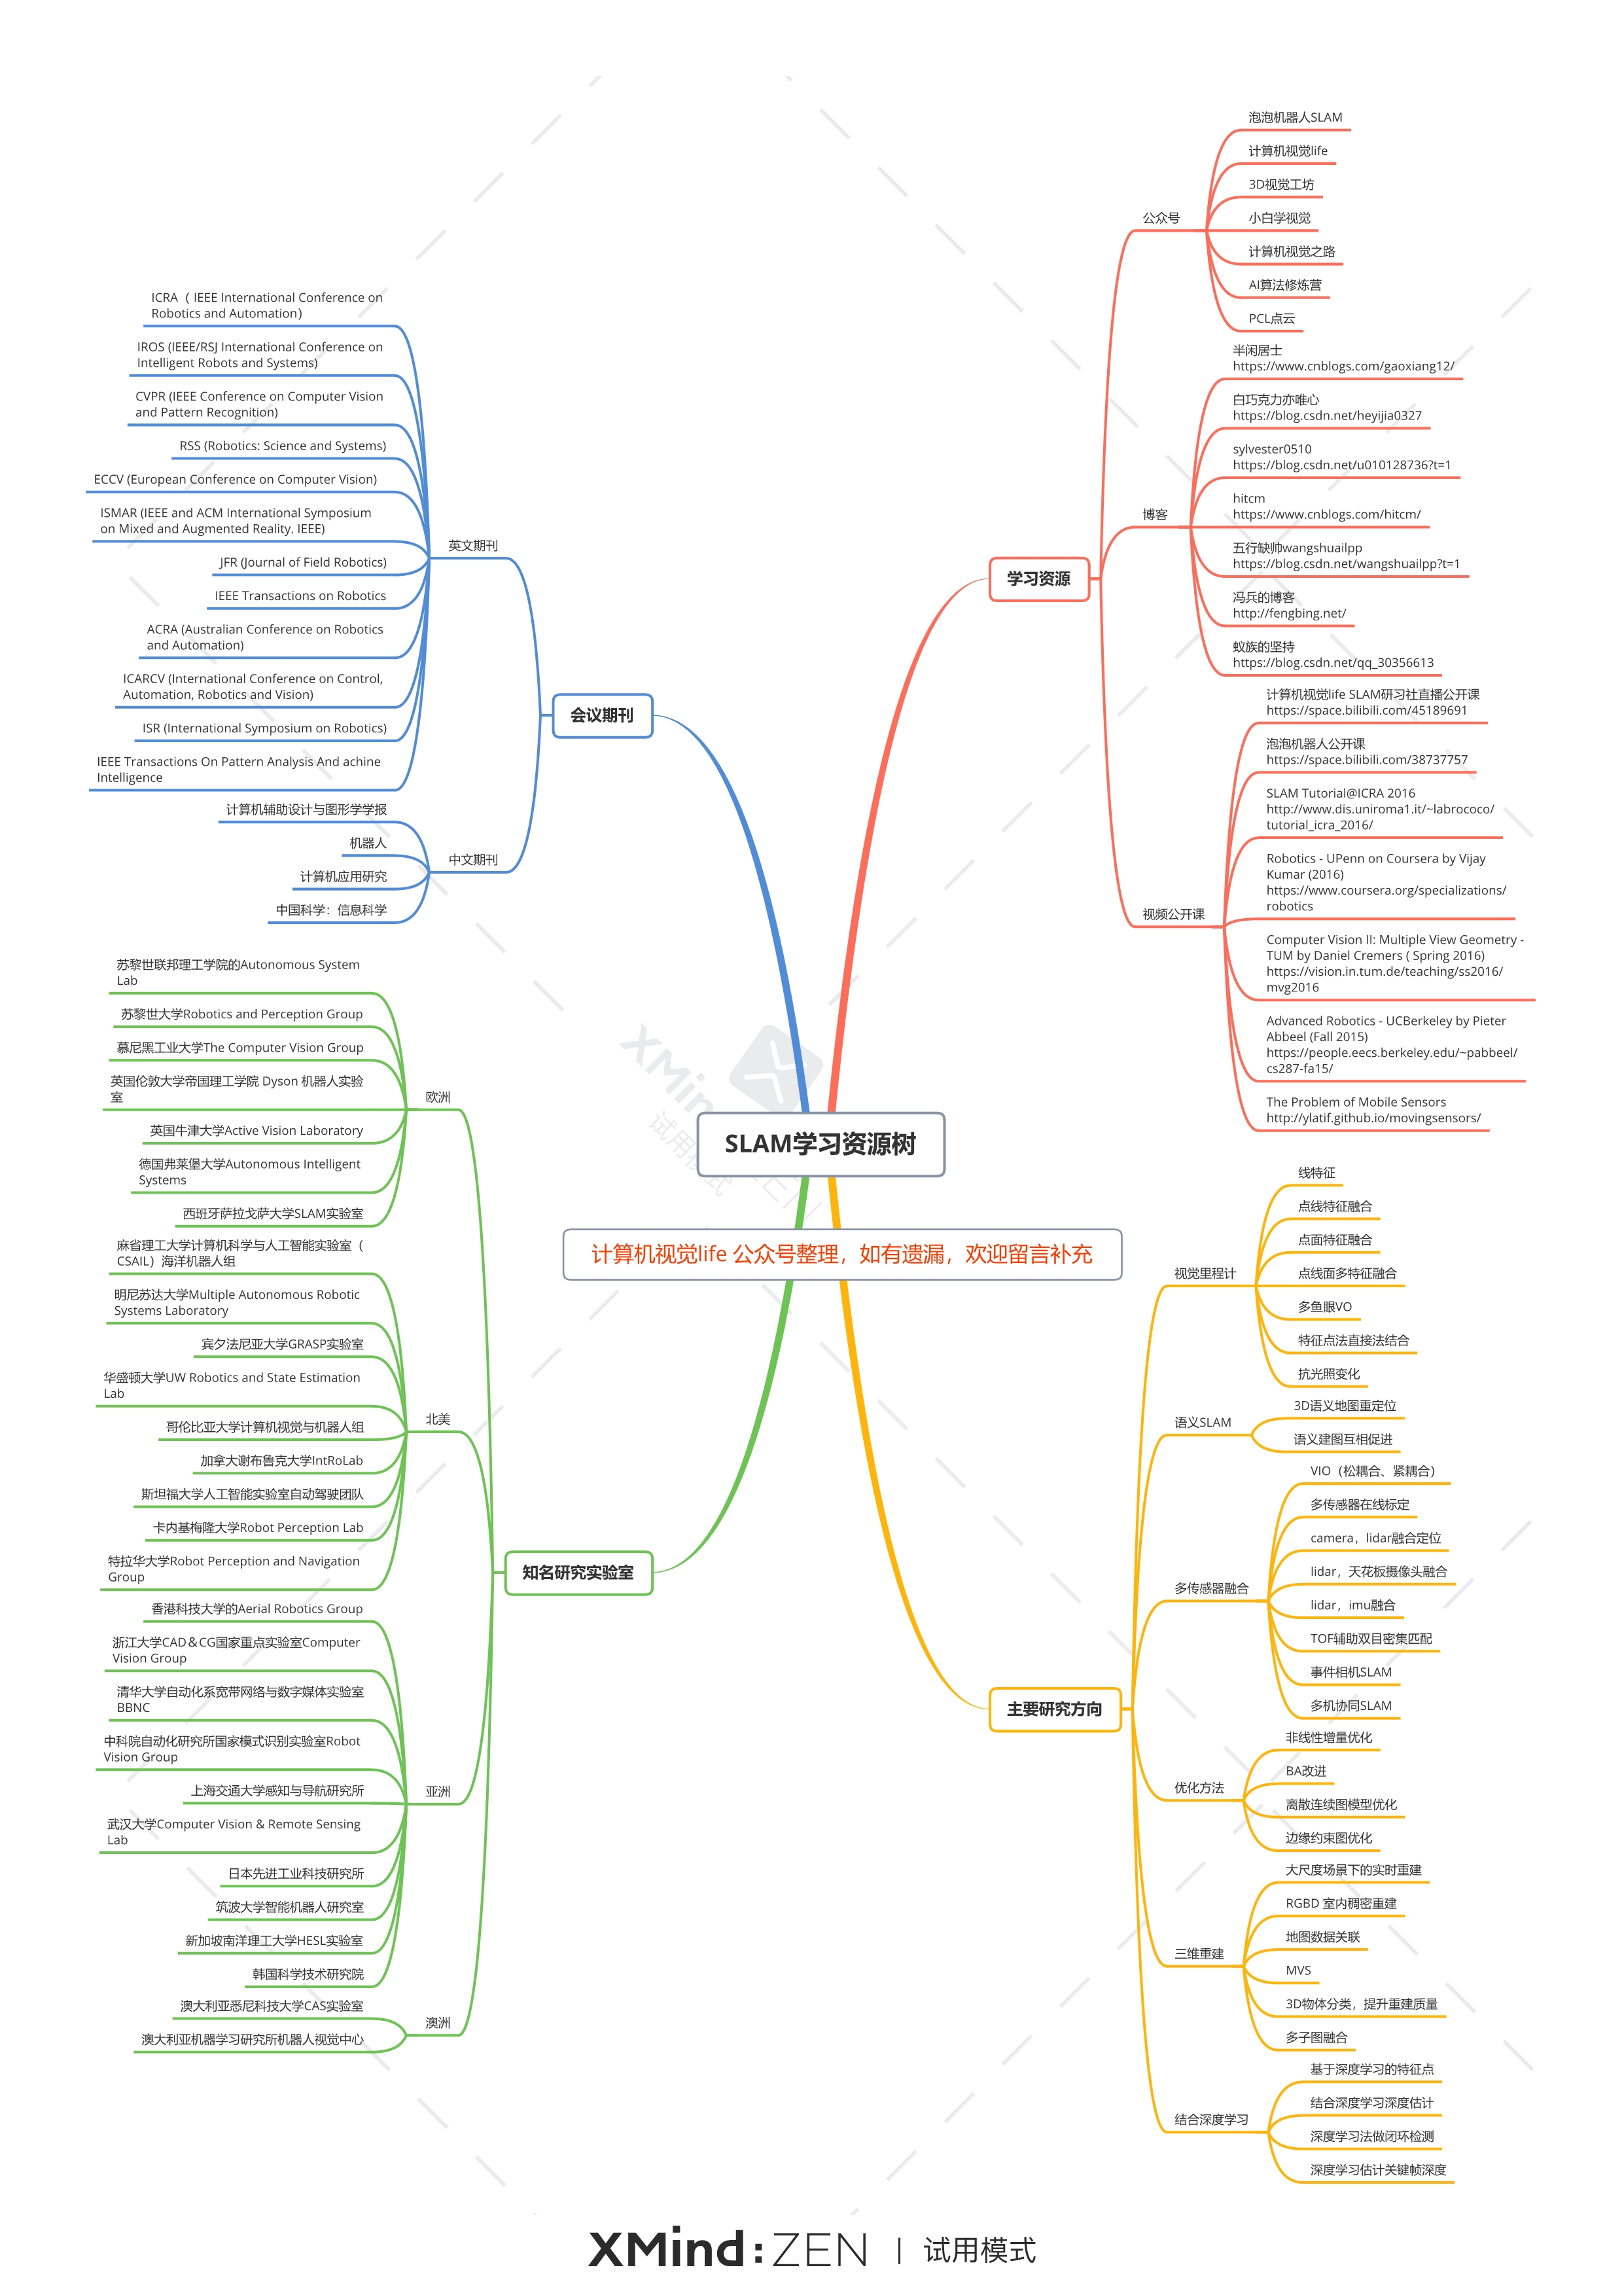 SLAM学习资源树
计算机视觉life 公众号整理，如有遗漏，欢迎留言补充
学习资源
公众号
泡泡机器人SLAM
计算机视觉life
3D视觉工坊
小白学视觉
计算机视觉之路
AI算法修炼营
PCL点云
博客
半闲居士
https://www.cnblogs.com/gaoxiang12/
白巧克力亦唯心
https://blog.csdn.net/heyijia0327
sylvester0510
https://blog.csdn.net/u010128736?t=1
hitcm
https://www.cnblogs.com/hitcm/
五行缺帅wangshuailpp
https://blog.csdn.net/wangshuailpp?t=1
冯兵的博客
http://fengbing.net/
蚁族的坚持
https://blog.csdn.net/qq_30356613
视频公开课
计算机视觉life SLAM研习社直播公开课
https://space.bilibili.com/45189691
泡泡机器人公开课
https://space.bilibili.com/38737757
SLAM Tutorial@ICRA 2016
http://www.dis.uniroma1.it/~labrococo/
tutorial_icra_2016/
Robotics - UPenn on Coursera by Vijay
Kumar (2016)
https://www.coursera.org/specializations/
robotics
Computer Vision II: Multiple View Geometry -
TUM by Daniel Cremers ( Spring 2016)
https://vision.in.tum.de/teaching/ss2016/
mvg2016
Advanced Robotics - UCBerkeley by Pieter
Abbeel (Fall 2015)
https://people.eecs.berkeley.edu/~pabbeel/
cs287-fa15/
The Problem of Mobile Sensors
http://ylatif.github.io/movingsensors/
主要研究方向
视觉里程计
线特征
点线特征融合
点面特征融合
点线面多特征融合
多鱼眼VO
特征点法直接法结合
抗光照变化
语义SLAM
3D语义地图重定位
语义建图互相促进
多传感器融合
VIO（松耦合、紧耦合）
多传感器在线标定
camera，lidar融合定位
lidar，天花板摄像头融合
lidar，imu融合
TOF辅助双目密集匹配
事件相机SLAM
多机协同SLAM
优化方法
非线性增量优化
BA改进
离散连续图模型优化
边缘约束图优化
三维重建
大尺度场景下的实时重建
RGBD 室内稠密重建
地图数据关联
MVS
3D物体分类，提升重建质量
多子图融合
结合深度学习
基于深度学习的特征点
结合深度学习深度估计
深度学习法做闭环检测
深度学习估计关键帧深度
会议期刊
英文期刊
ICRA（ IEEE International Conference on
Robotics and Automation）
IROS (IEEE/RSJ International Conference on
Intelligent Robots and Systems)
CVPR (IEEE Conference on Computer Vision
and Pattern Recognition)
RSS (Robotics: Science and Systems)
ECCV (European Conference on Computer Vision)
ISMAR (IEEE and ACM International Symposium
on Mixed and Augmented Reality. IEEE)
JFR (Journal of Field Robotics)
IEEE Transactions on Robotics
ACRA (Australian Conference on Robotics
and Automation)
ICARCV (International Conference on Control,
Automation, Robotics and Vision)
ISR (International Symposium on Robotics)
IEEE Transactions On Pattern Analysis And achine
Intelligence
中文期刊
计算机辅助设计与图形学学报
机器人
计算机应用研究
中国科学：信息科学
知名研究实验室
欧洲
苏黎世联邦理工学院的Autonomous System
Lab
苏黎世大学Robotics and Perception Group
慕尼黑工业大学The Computer Vision Group
英国伦敦大学帝国理工学院 Dyson 机器人实验
室
英国牛津大学Active Vision Laboratory
德国弗莱堡大学Autonomous Intelligent
Systems
西班牙萨拉戈萨大学SLAM实验室
北美
麻省理工大学计算机科学与人工智能实验室（
CSAIL）海洋机器人组
明尼苏达大学Multiple Autonomous Robotic
Systems Laboratory
宾夕法尼亚大学GRASP实验室
华盛顿大学UW Robotics and State Estimation
Lab
哥伦比亚大学计算机视觉与机器人组
加拿大谢布鲁克大学IntRoLab
斯坦福大学人工智能实验室自动驾驶团队
卡内基梅隆大学Robot Perception Lab
特拉华大学Robot Perception and Navigation
Group
亚洲
香港科技大学的Aerial Robotics Group
浙江大学CAD＆CG国家重点实验室Computer
Vision Group
清华大学自动化系宽带网络与数字媒体实验室
BBNC
中科院自动化研究所国家模式识别实验室Robot
Vision Group
上海交通大学感知与导航研究所
武汉大学Computer Vision & Remote Sensing
Lab
日本先进工业科技研究所
筑波大学智能机器人研究室
新加坡南洋理工大学HESL实验室
韩国科学技术研究院
澳洲
澳大利亚悉尼科技大学CAS实验室
澳大利亚机器学习研究所机器人视觉中心
XMind:ZEN | 试用模式